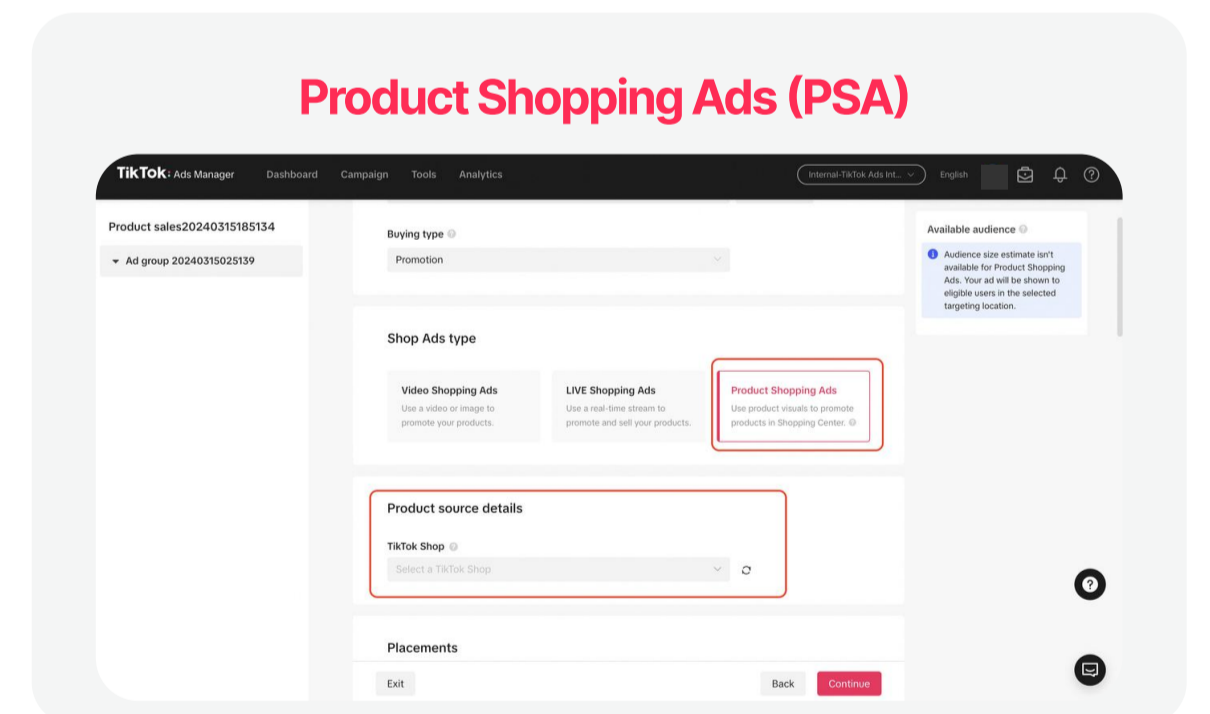 Product Shopping Ads (PSA)
TikTok: Ads Manager Dashboard Campaign Tools Analytics Internal-TikTok Ads Int... English
Product sales20240315185134
Ad group 20240315025139
Buying type
Promotion
Shop Ads type
Video Shopping Ads
Use a video or image to
promote your products.
LIVE Shopping Ads
Use a real-time stream to
promote and sell your products.
Product Shopping Ads
Use product visuals to promote
products in Shopping Center.
Product source details
TikTok Shop
Select a TikTok Shop
Placements
Exit Back Continue
Available audience
Audience size estimate isn't
available for Product Shopping
Ads. Your ad will be shown to
eligible users in the selected
targeting location.